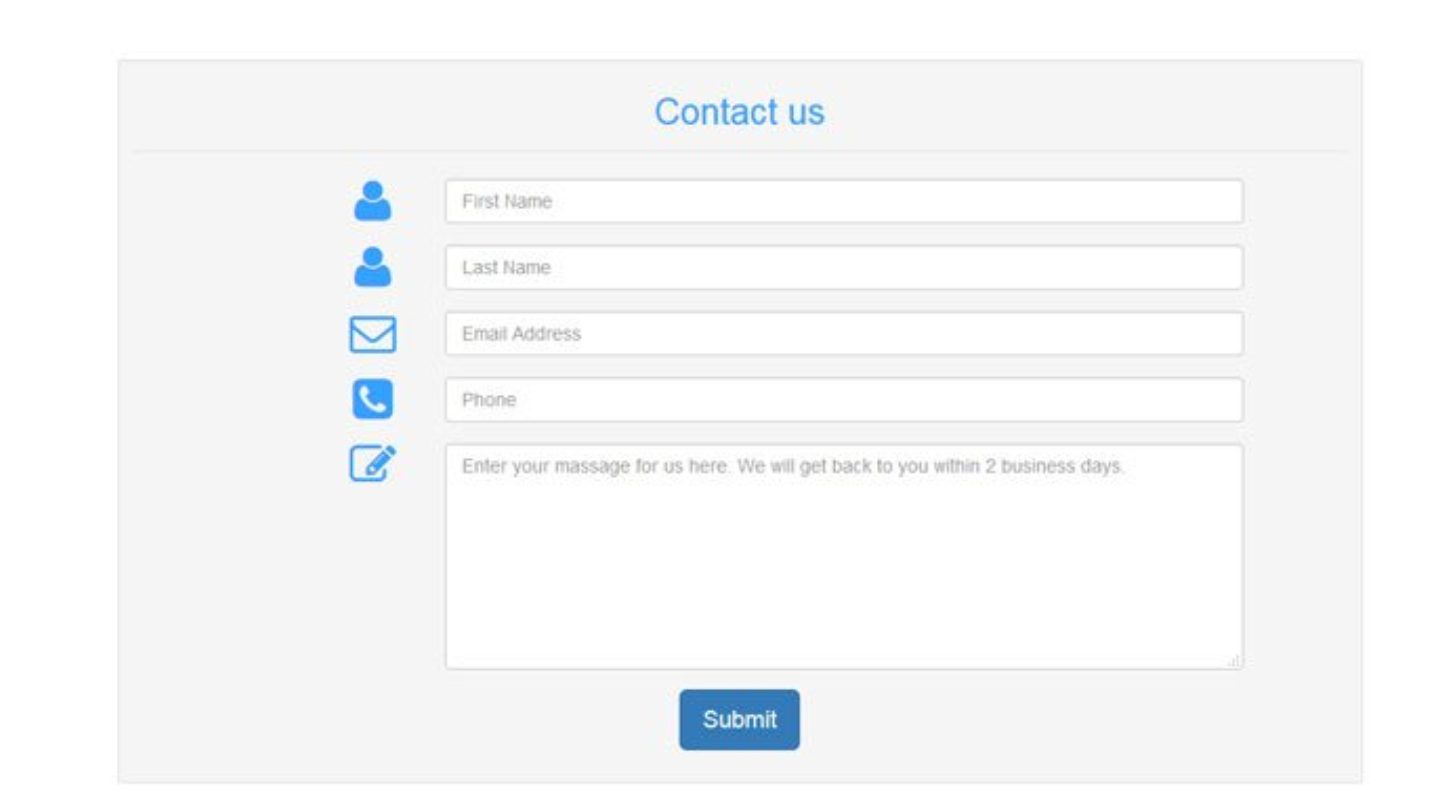 Contact us
First Name
Last Name
Email Address
Phone
Enter your massage for us here. We will get back to you within 2 business days.
Submit